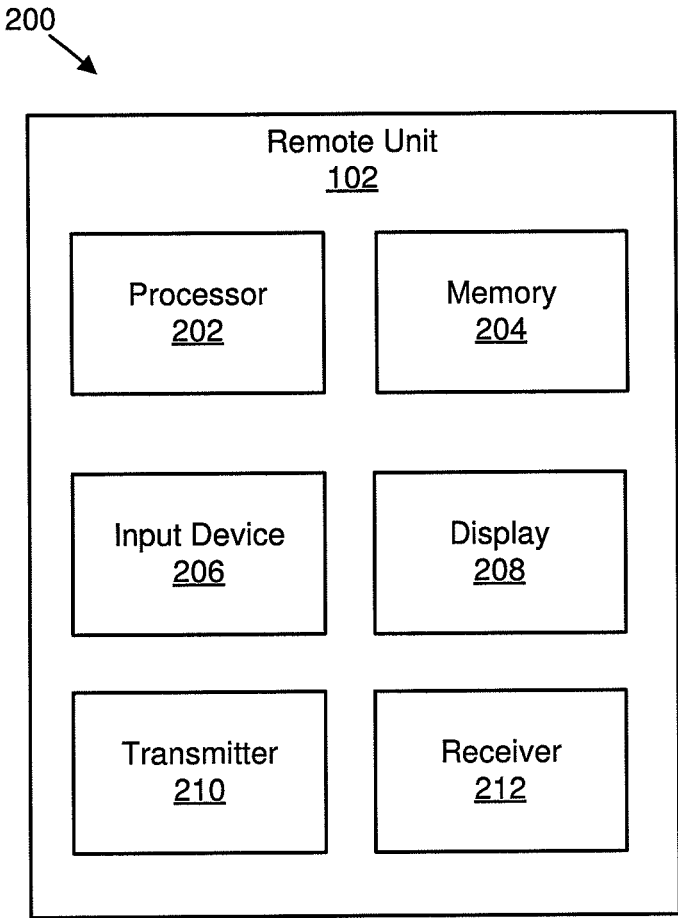 200
Remote Unit
102
Processor
202
Memory
204
Input Device
206
Display
208
Transmitter
210
Receiver
212